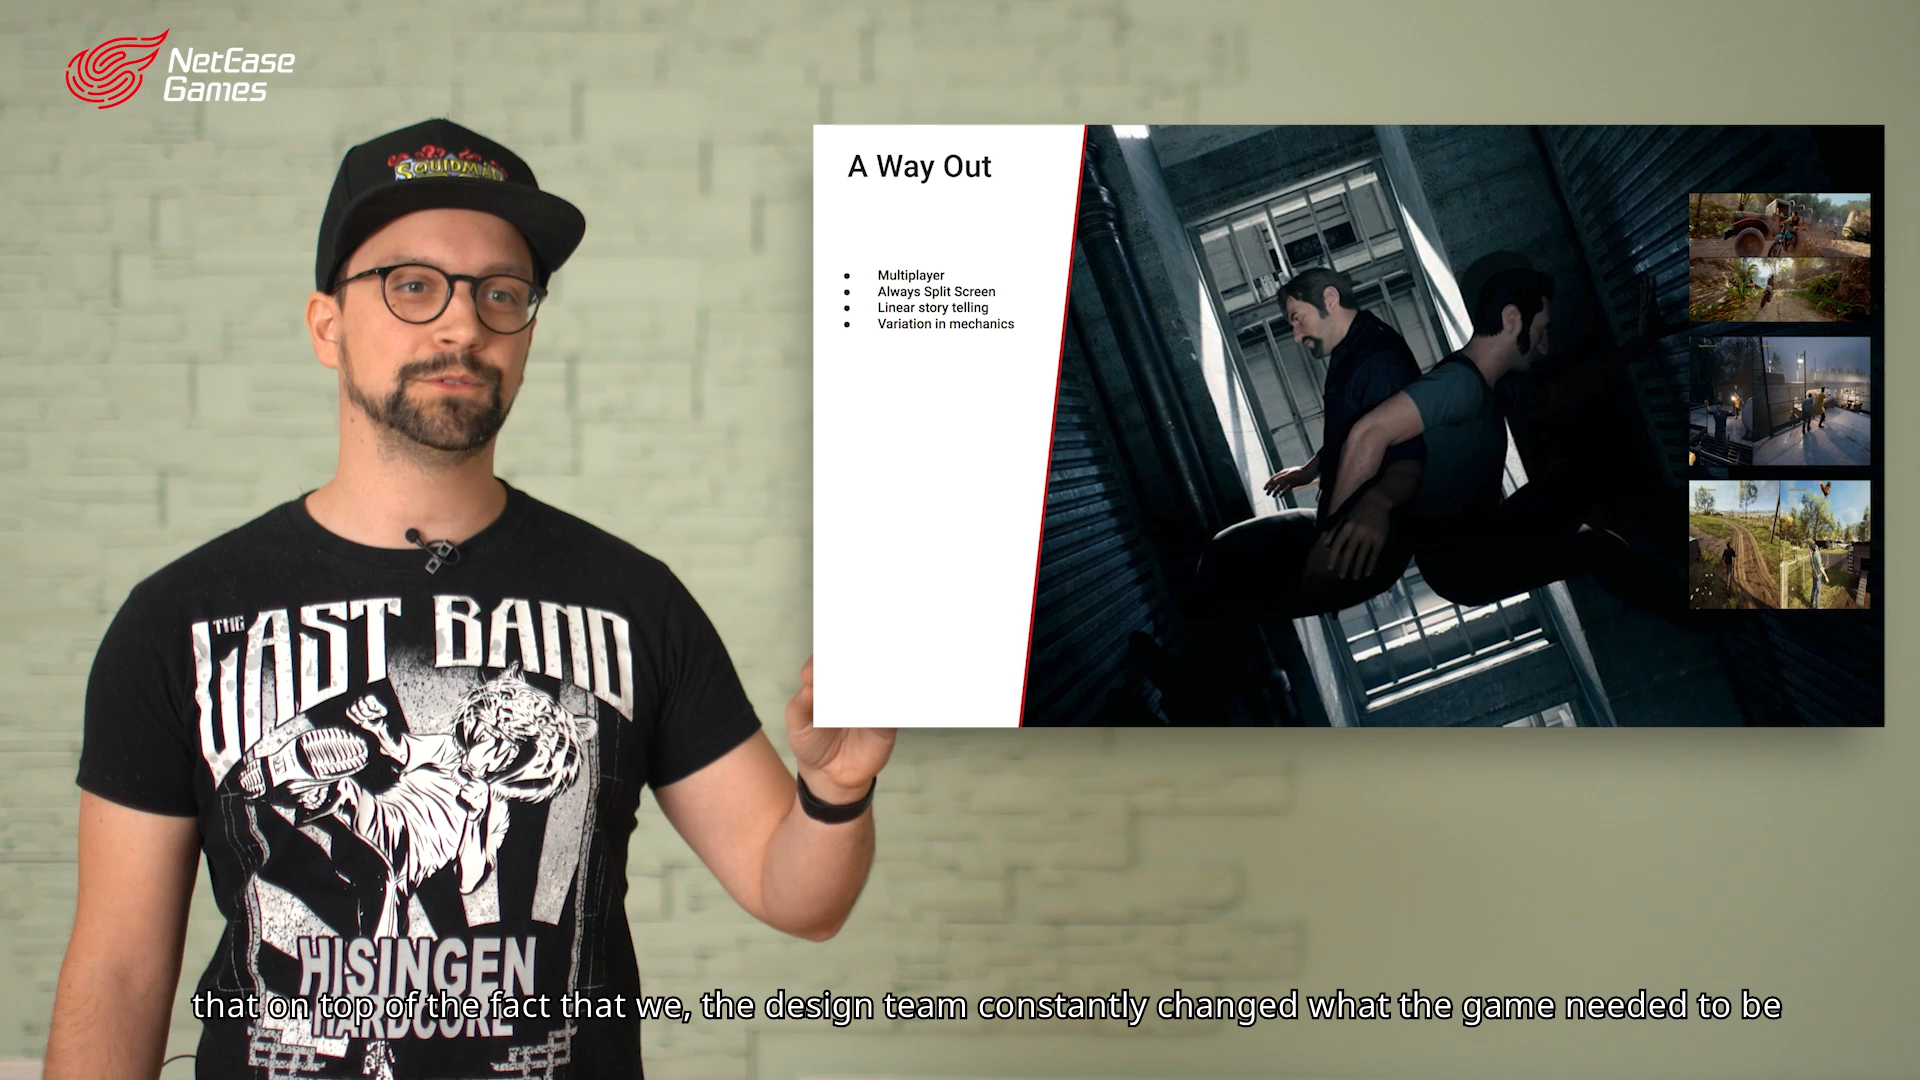 NetEase
Games
SQUIDMAN
A Way Out
Multiplayer
Always Split Screen
Linear story telling
Variation in mechanics
THE
LAST BAND
HISINGEN
HARDCORE
that on top of the fact that we, the design team constantly changed what the game needed to be